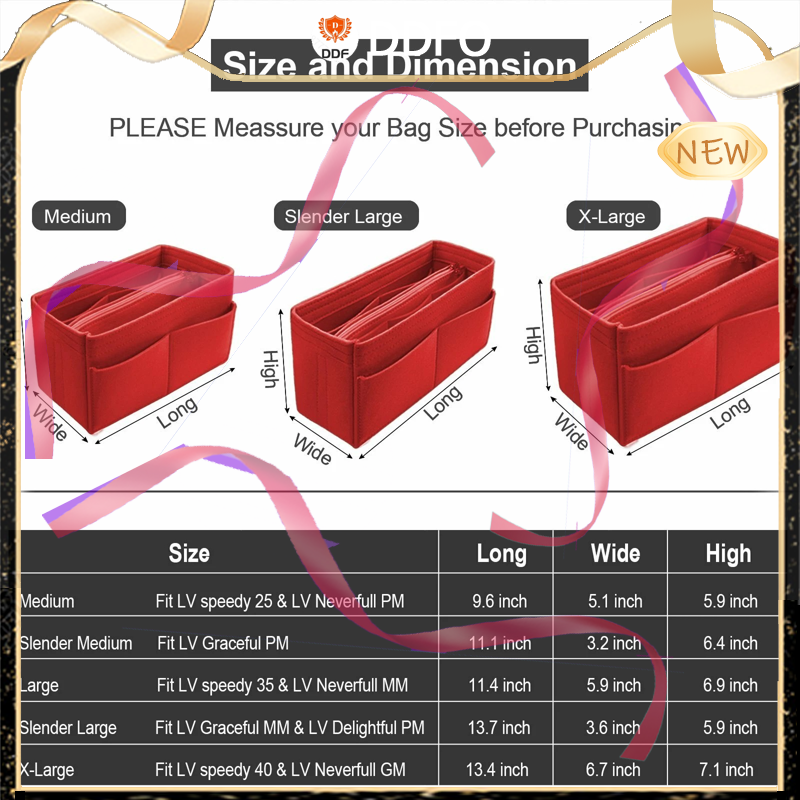 DDF
DDFO
Size and Dimension
PLEASE Meassure your Bag Size before Purchasin
NEW
Medium
Slender Large
X-Large
Wide
Long
High
Wide
Long
High
Wide
Long
Size Long Wide High
Medium Fit LV speedy 25 & LV Neverfull PM 9.6 inch 5.1 inch 5.9 inch
Slender Medium Fit LV Graceful PM 11.1 inch 3.2 inch 6.4 inch
Large Fit LV speedy 35 & LV Neverfull MM 11.4 inch 5.9 inch 6.9 inch
Slender Large Fit LV Graceful MM & LV Delightful PM 13.7 inch 3.6 inch 5.9 inch
X-Large Fit LV speedy 40 & LV Neverfull GM 13.4 inch 6.7 inch 7.1 inch